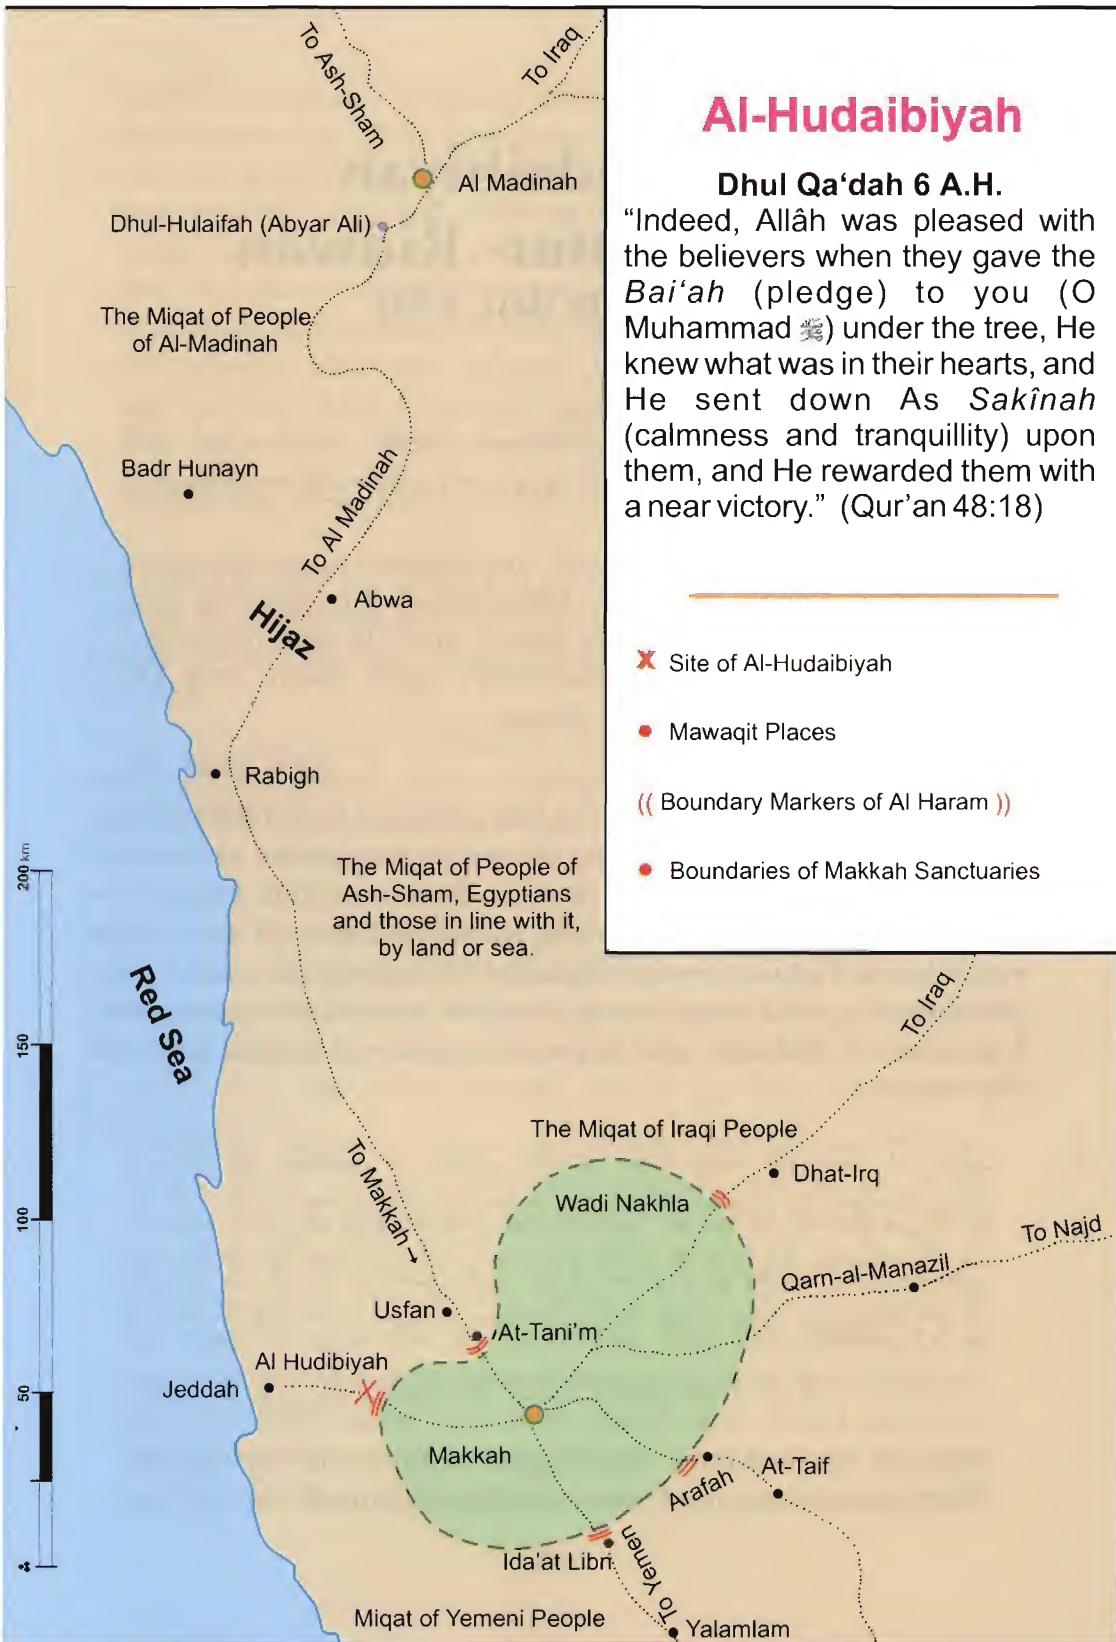 To Ash-Sham
To Iraq
Al Madinah
Dhul-Hulaifah (Abyar Ali)
The Miqat of People
of Al-Madinah
Badr Hunayn
To Al Madinah
Abwa
Hijaz
Rabigh
The Miqat of People of
Ash-Sham, Egyptians
and those in line with it,
by land or sea.
Red Sea
200 km
150
100
50
To Makkah →
Usfan
At-Tani'm
Al Hudibiyah
Jeddah
Makkah
The Miqat of Iraqi People
Wadi Nakhla
Dhat-Irq
To Iraq
To Najd
Qarn-al-Manazil
Arafah
At-Taif
Ida'at Libn
To Yemen
Miqat of Yemeni People
Yalamlam
Al-Hudaibiyah
Dhul Qa‘dah 6 A.H.
“Indeed, Allâh was pleased with
the believers when they gave the
Bai‘ah (pledge) to you (O
Muhammad ﷺ) under the tree, He
knew what was in their hearts, and
He sent down As Sakînah
(calmness and tranquillity) upon
them, and He rewarded them with
a near victory.” (Qur’an 48:18)
Site of Al-Hudaibiyah
Mawaqit Places
(( Boundary Markers of Al Haram ))
Boundaries of Makkah Sanctuaries